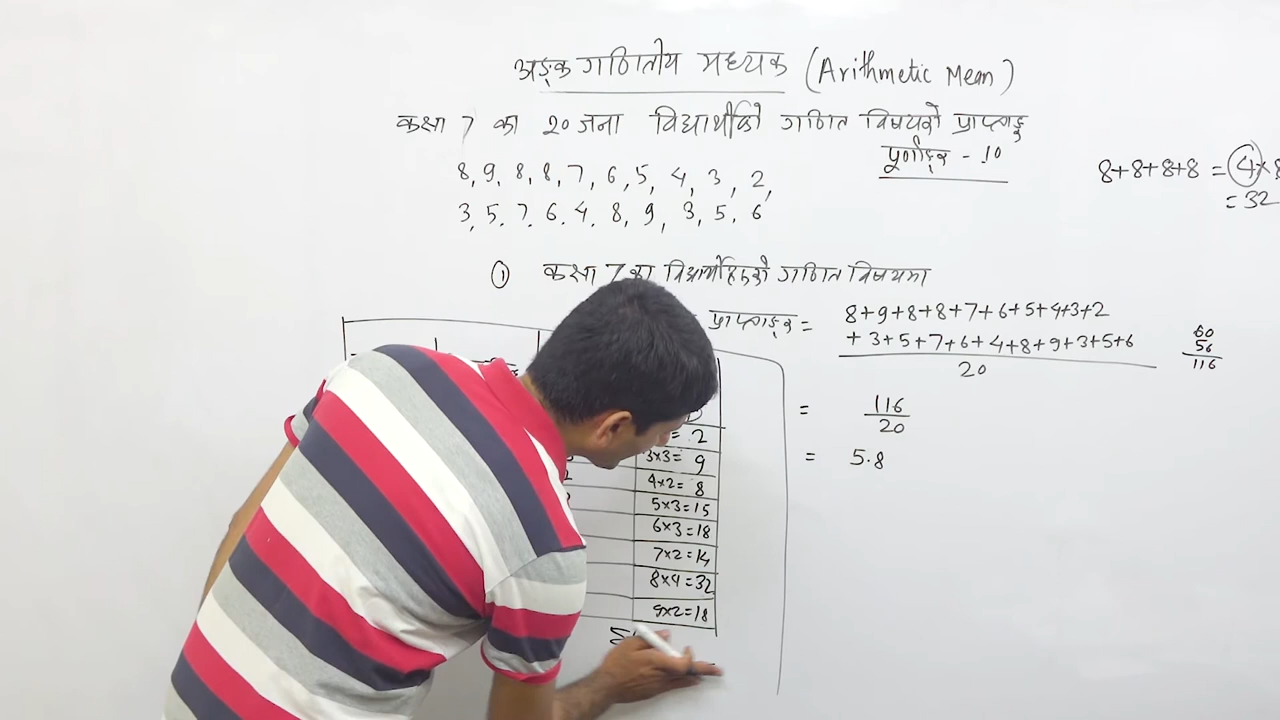 अङ्क गणितीय मध्यक (Arithmetic Mean)
कक्षा 7 का 20 जना विद्यार्थीको गणित विषयको प्राप्ताङ्क
पूर्णाङ्क - 10
8, 9, 8, 8, 7, 6, 5, 4, 3, 2,
3, 5, 7, 6, 4, 8, 9, 3, 5, 6
8+8+8+8 = 4×8
= 32
① कक्षा 7 का विद्यार्थीहरुको गणित विषयमा
प्राप्ताङ्क = 8+9+8+8+7+6+5+4+3+2
+3+5+7+6+4+8+9+3+5+6
20
60
56
116
= 116
20
= 5.8
= 2
3×3= 9
4×2= 8
5×3=15
6×3=18
7×2=14
8×4=32
9×2=18